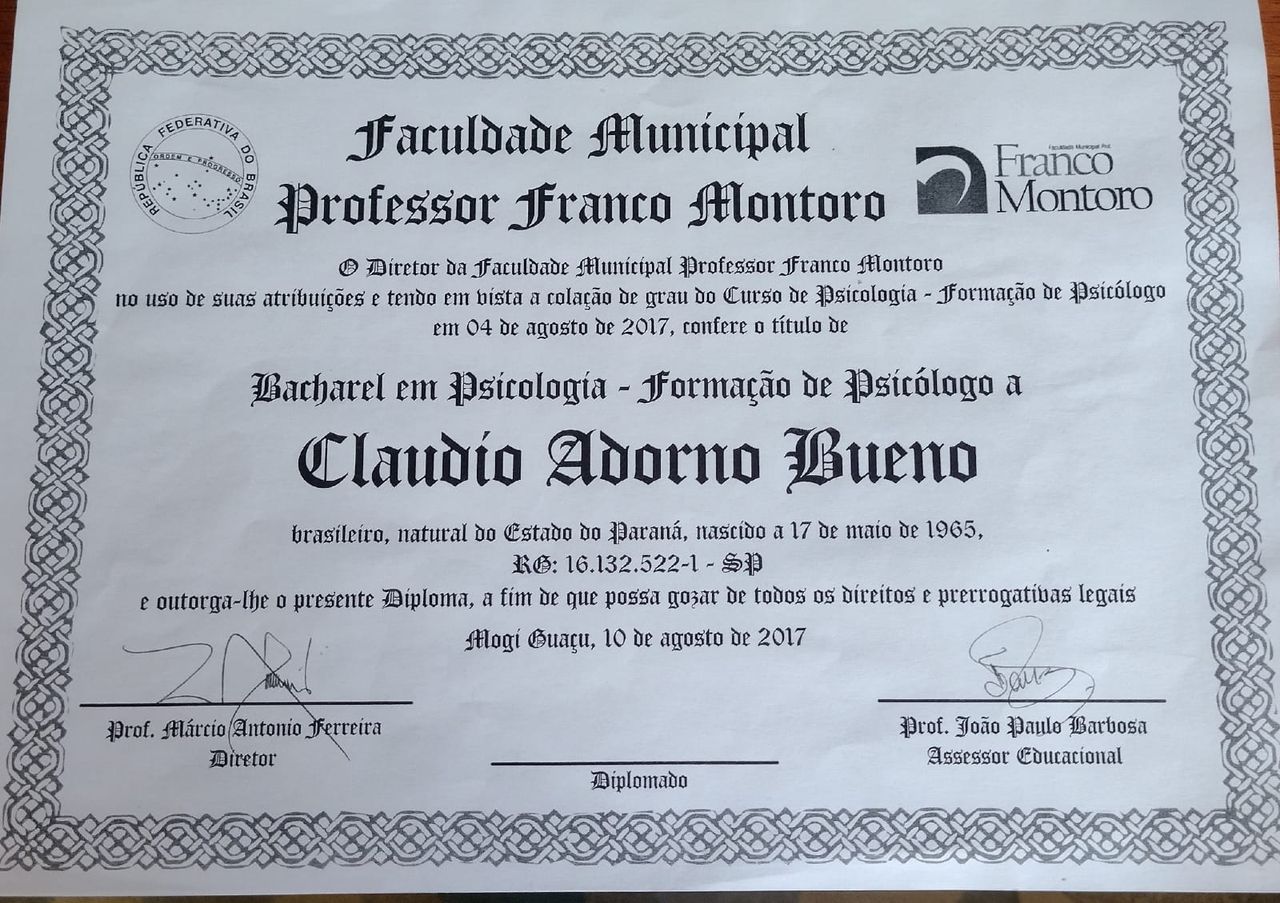 REPÚBLICA FEDERATIVA DO BRASIL
ORDEM E PROGRESSO
Faculdade Municipal
Professor Franco Montoro
Faculdade Municipal Prof.
Franco
Montoro
O Diretor da Faculdade Municipal Professor Franco Montoro
no uso de suas atribuições e tendo em vista a colação de grau do Curso de Psicologia - Formação de Psicólogo
em 04 de agosto de 2017, confere o título de
Bacharel em Psicologia - Formação de Psicólogo a
Claudio Adorno Bueno
brasileiro, natural do Estado do Paraná, nascido a 17 de maio de 1965,
RG: 16.132.522-1 - SP
e outorga-lhe o presente Diploma, a fim de que possa gozar de todos os direitos e prerrogativas legais
Mogi Guaçu, 10 de agosto de 2017
Prof. Márcio Antonio Ferreira
Diretor
Prof. João Paulo Barbosa
Assessor Educacional
Diplomado